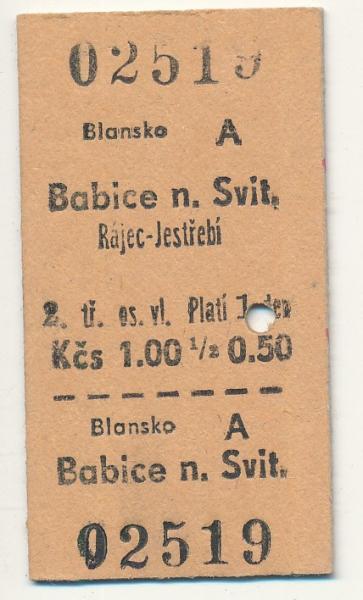 02519
Blansko A
Babice n. Svit.
Rájec-Jestřebí
2. tř. os. vl. Platí 1 den
Kčs 1.00 1/2 0.50
Blansko A
Babice n. Svit.
02519